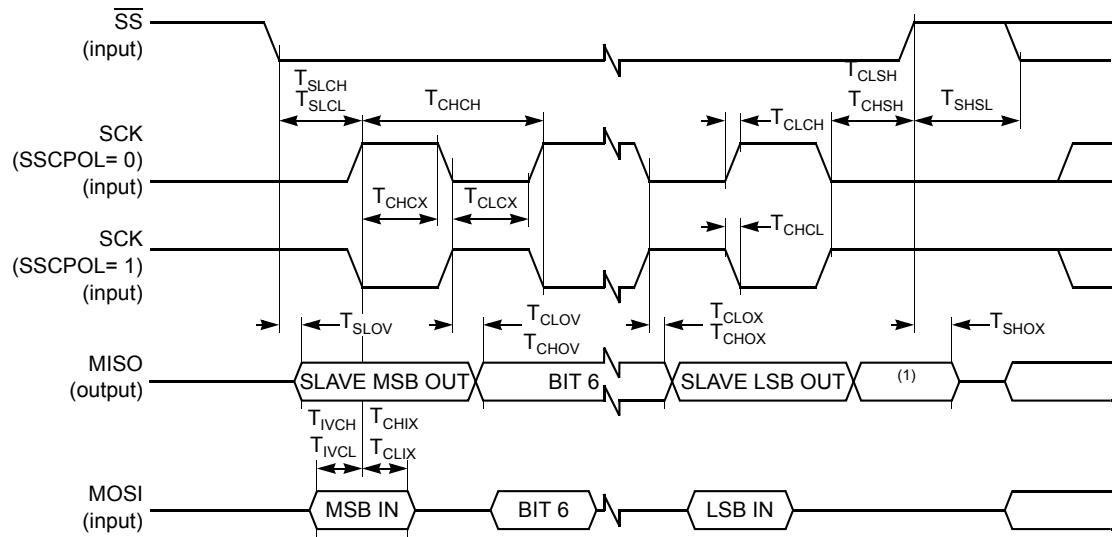 SS
(input)
TSLCH
TSLCL
TCHCH
TCLCH
TCLSH
TCHSH
TSHSL
SCK
(SSCPOL= 0)
(input)
TCHCX
TCLCX
TCHCL
SCK
(SSCPOL= 1)
(input)
TSLOV
TCLOV
TCHOV
TCLOX
TCHOX
TSHOX
MISO
(output)
SLAVE MSB OUT
BIT 6
SLAVE LSB OUT
(1)
TIVCH
TIVCL
TCHIX
TCLIX
MOSI
(input)
MSB IN
BIT 6
LSB IN